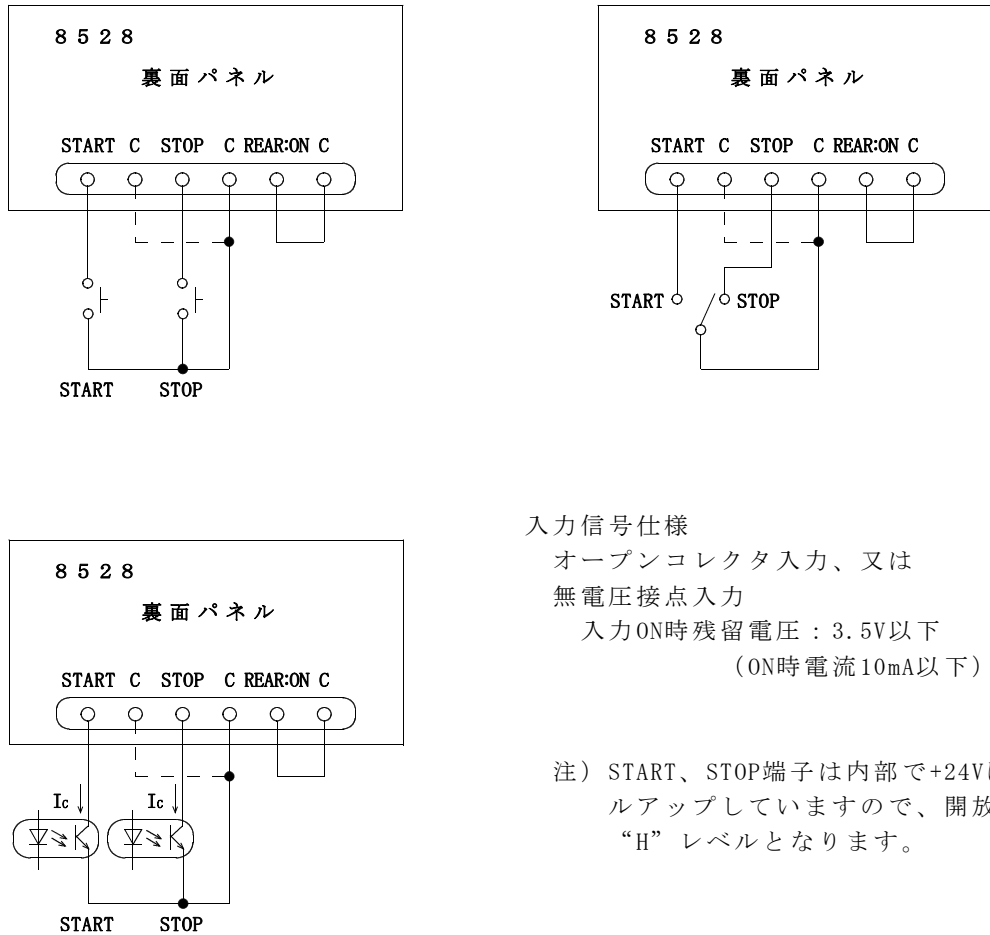 ８５２８
裏面パネル
START C STOP C REAR:ON C
START STOP
８５２８
裏面パネル
START C STOP C REAR:ON C
START STOP
８５２８
裏面パネル
START C STOP C REAR:ON C
Ic Ic
START STOP
入力信号仕様
オープンコレクタ入力、又は
無電圧接点入力
入力ON時残留電圧：3.5V以下
（ON時電流10mA以下）
注）START、STOP端子は内部で+24V
ルアップしていますので、開放
“H”レベルとなります。